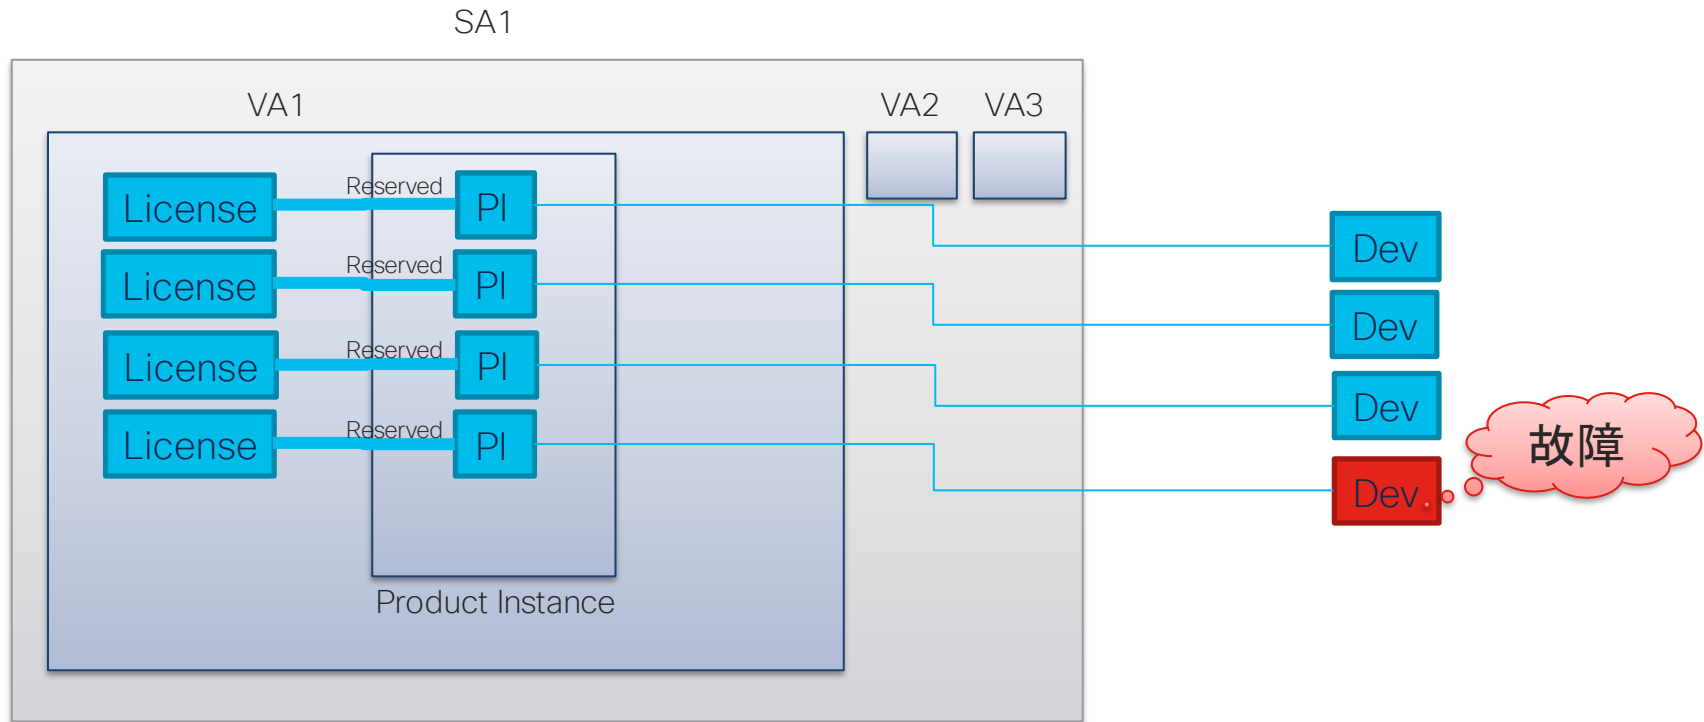 SA1
VA1
VA2
VA3
License
Reserved
PI
License
Reserved
PI
License
Reserved
PI
License
Reserved
PI
Product Instance
Dev
Dev
Dev
Dev
故障